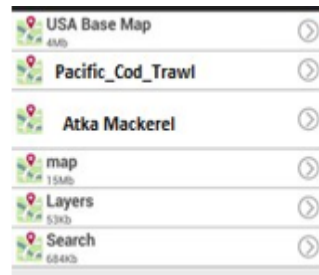 USA Base Map
4Mb
Pacific_Cod_Trawl
Atka Mackerel
map
15Mb
Layers
53Kb
Search
684Kb